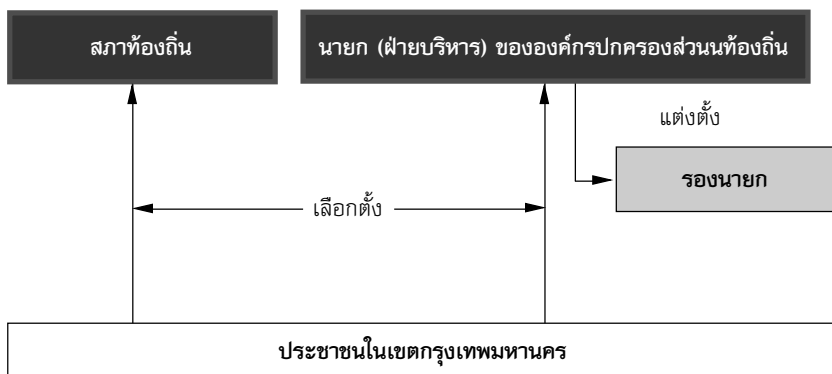 สภาท้องถิ่น
นายก (ฝ่ายบริหาร) ขององค์กรปกครองส่วนนท้องถิ่น
แต่งตั้ง
รองนายก
เลือกตั้ง
ประชาชนในเขตกรุงเทพมหานคร